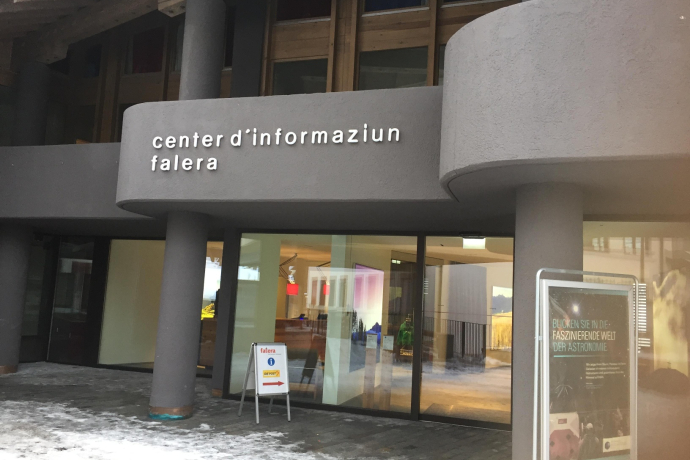 center d´informaziun
falera
falera
i
BLICKEN SIE IN DIE
FASZINIERENDE WELT
DER ASTRONOMIE.